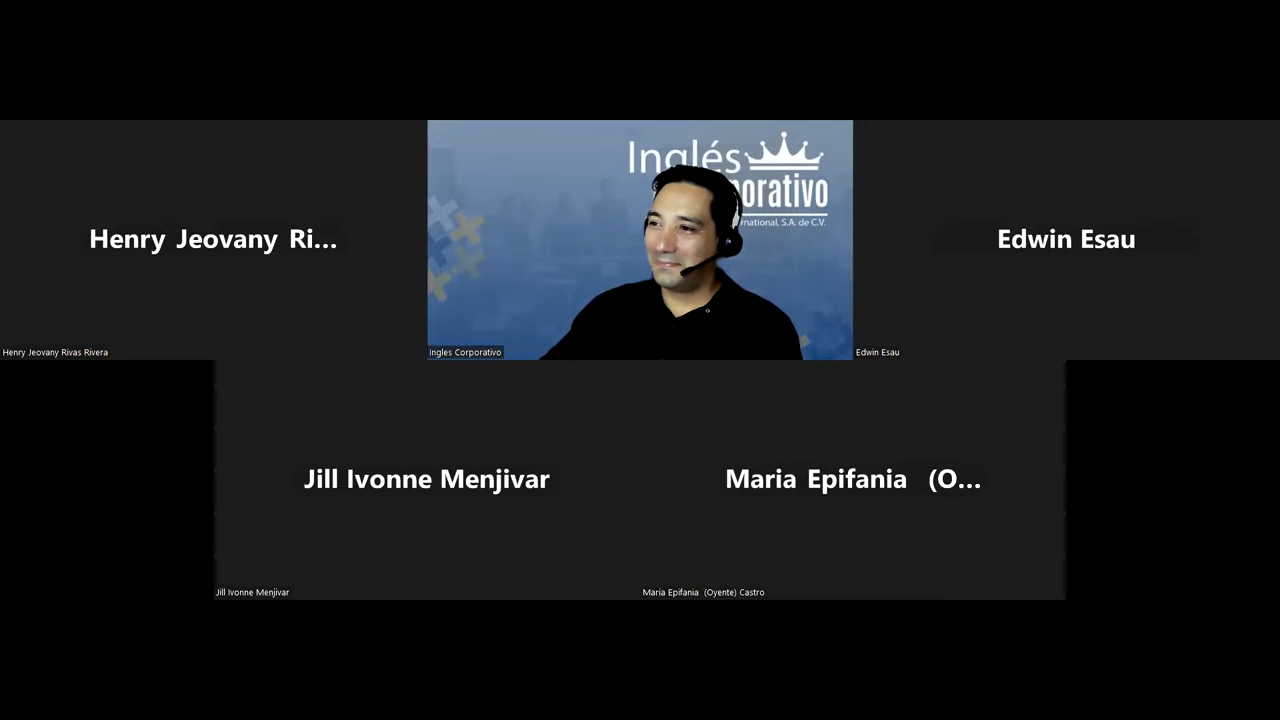 Henry Jeovany Ri...
Henry Jeovany Rivas Rivera
Inglés
porativo
rnational, S.A. de C.V.
Ingles Corporativo
Edwin Esau
Edwin Esau
Jill Ivonne Menjivar
Jill Ivonne Menjivar
Maria Epifania (O...
Maria Epifania (Oyente) Castro